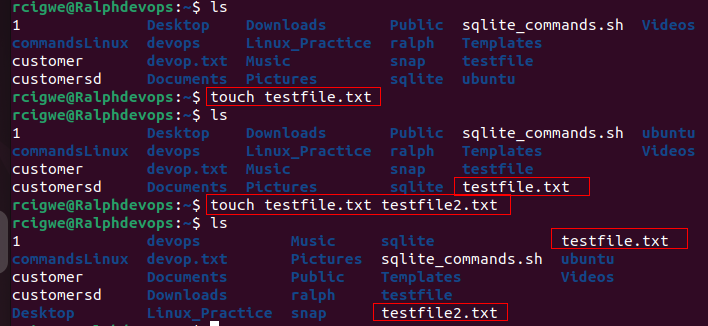 rcigwe@Ralphdevops:~$ ls
1 Desktop Downloads Public sqlite_commands.sh Videos
commandsLinux devops Linux_Practice ralph Templates
customer devop.txt Music snap testfile
customersd Documents Pictures sqlite ubuntu
rcigwe@Ralphdevops:~$ touch testfile.txt
rcigwe@Ralphdevops:~$ ls
1 Desktop Downloads Public sqlite_commands.sh ubuntu
commandsLinux devops Linux_Practice ralph Templates Videos
customer devop.txt Music snap testfile
customersd Documents Pictures sqlite testfile.txt
rcigwe@Ralphdevops:~$ touch testfile.txt testfile2.txt
rcigwe@Ralphdevops:~$ ls
1 devops Music sqlite testfile.txt
commandsLinux devop.txt Pictures sqlite_commands.sh ubuntu
customer Documents Public Templates Videos
customersd Downloads ralph testfile
Desktop Linux_Practice snap testfile2.txt
rcigwe@Ralphdevops:~$